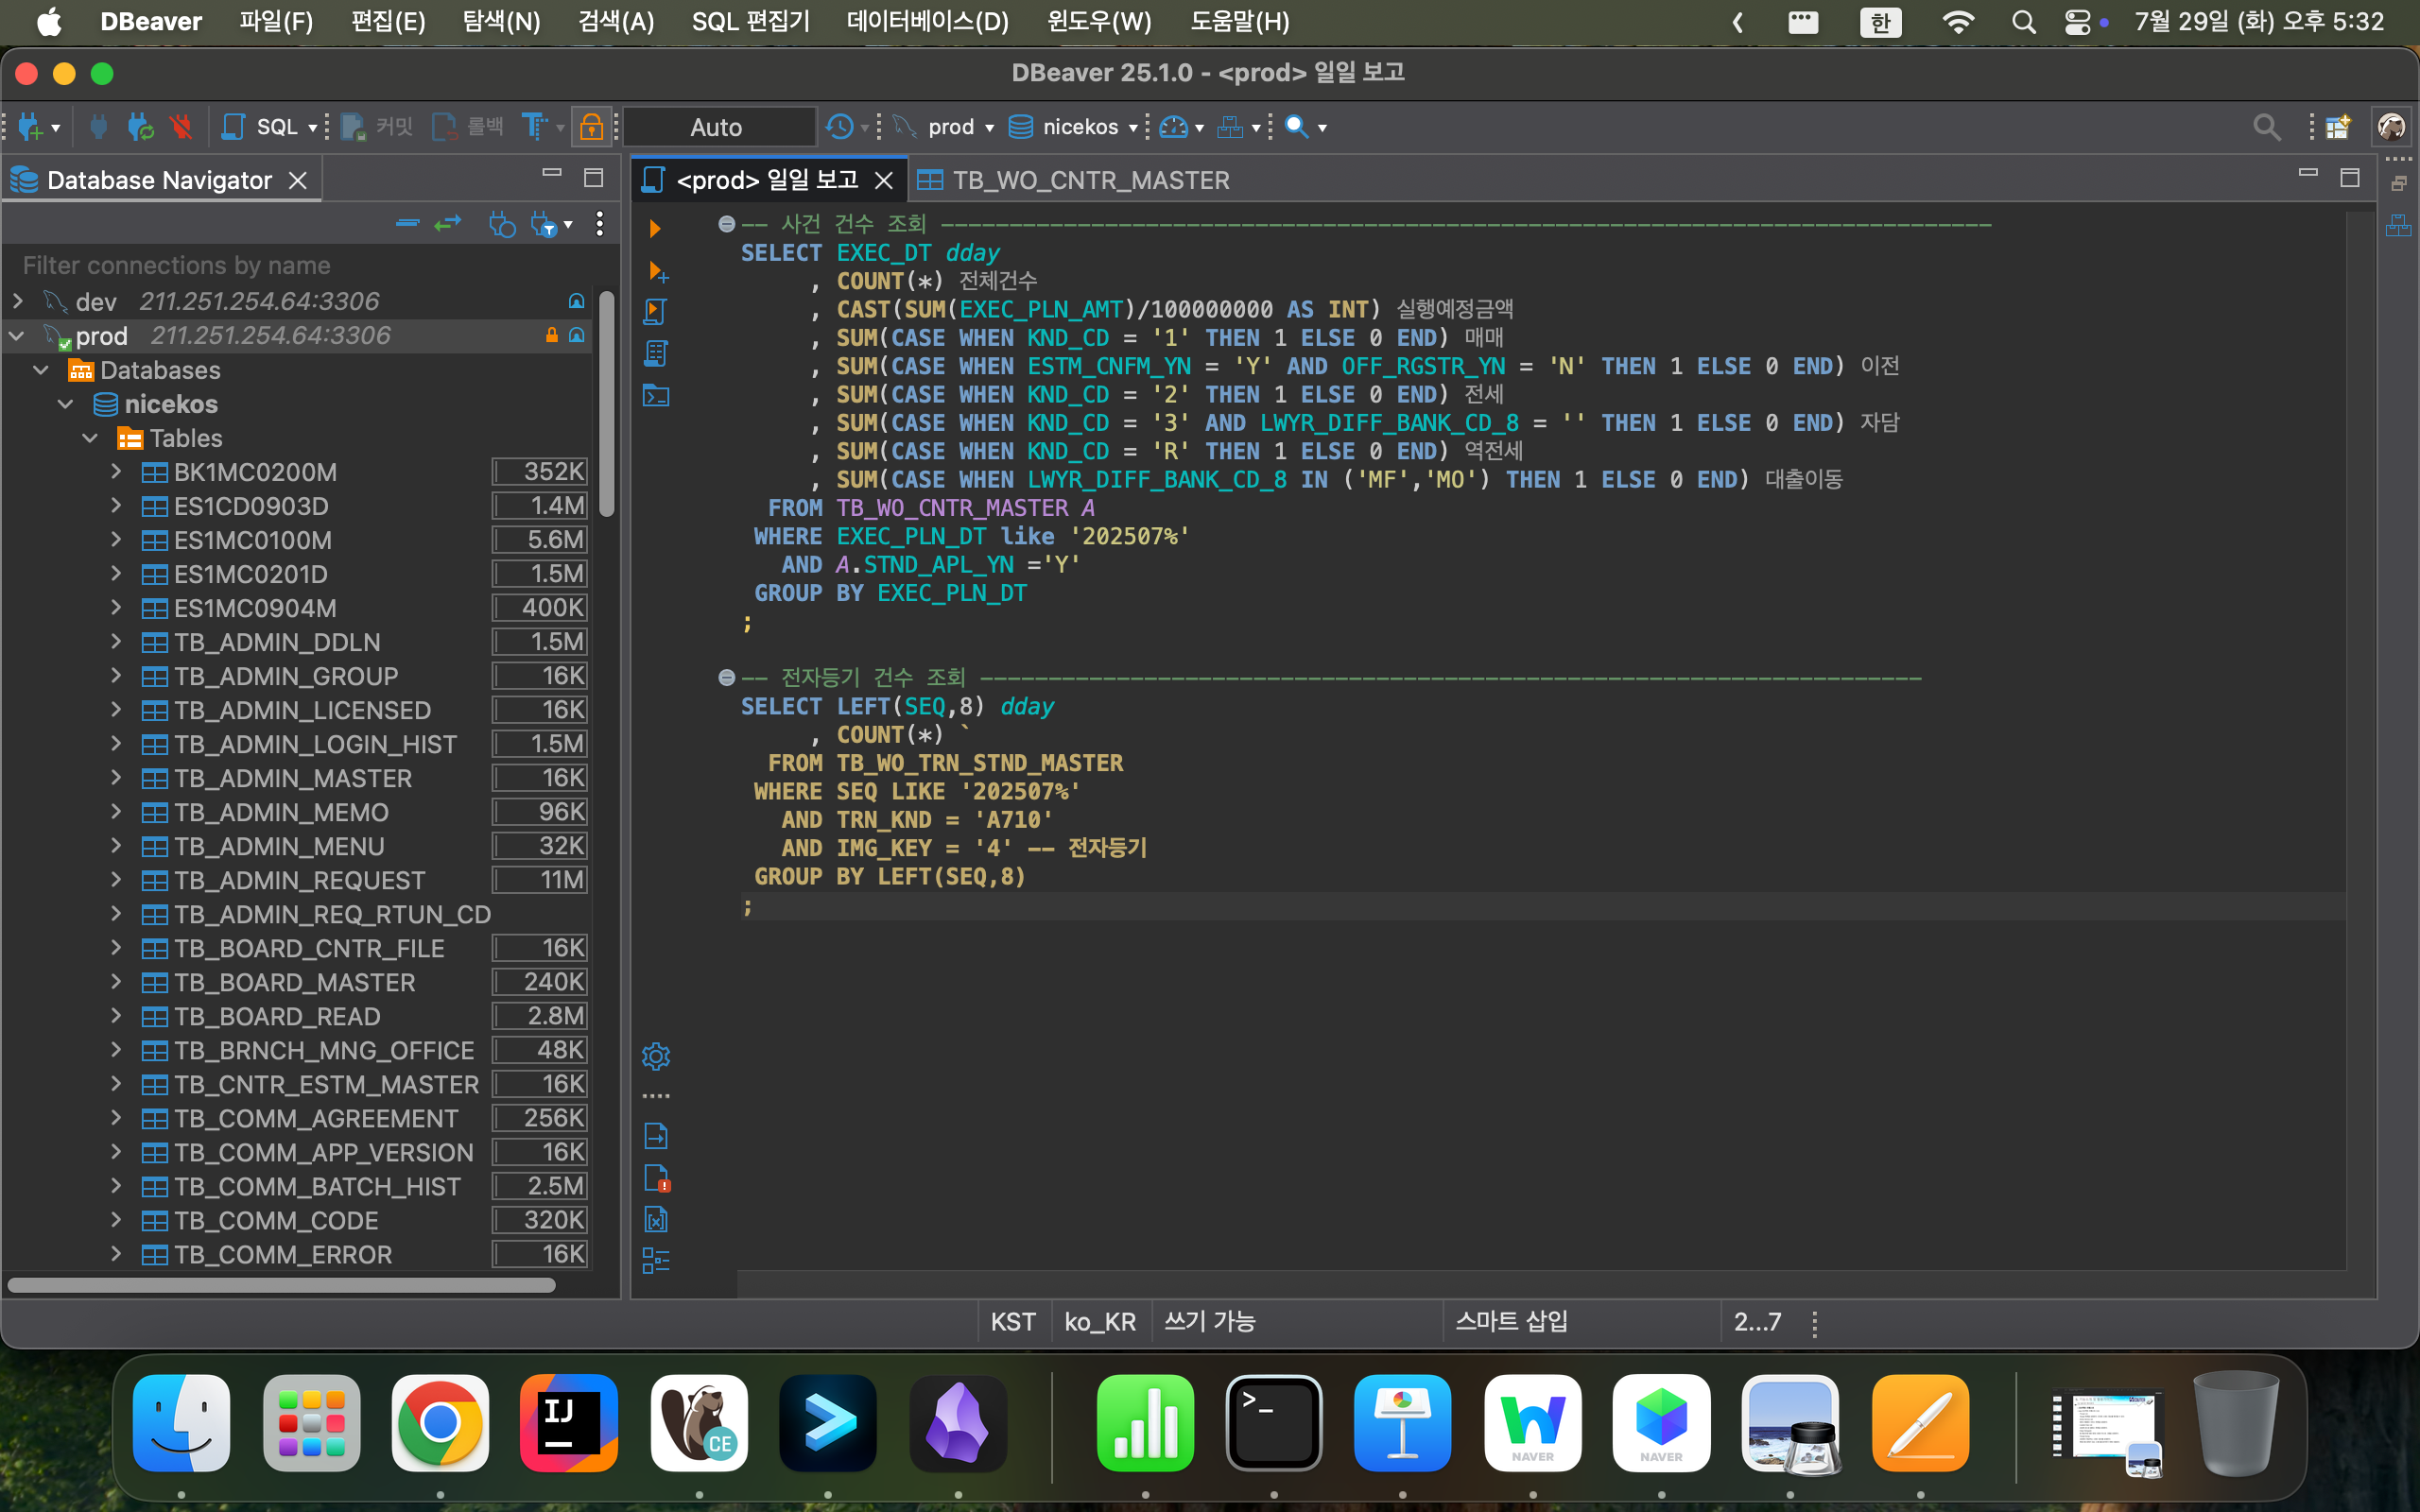 DBeaver 파일(F) 편집(E) 탐색(N) 검색(A) SQL 편집기 데이터베이스(D) 윈도우(W) 도움말(H) 한 7월 29일 (화) 오후 5:32
DBeaver 25.1.0 - <prod> 일일 보고
SQL 커밋 롤백 T Auto prod nicekos
Database Navigator
<prod> 일일 보고 TB_WO_CNTR_MASTER
Filter connections by name
dev 211.251.254.64:3306
prod 211.251.254.64:3306
Databases
nicekos
Tables
BK1MC0200M 352K
ES1CD0903D 1.4M
ES1MC0100M 5.6M
ES1MC0201D 1.5M
ES1MC0904M 400K
TB_ADMIN_DDLN 1.5M
TB_ADMIN_GROUP 16K
TB_ADMIN_LICENSED 16K
TB_ADMIN_LOGIN_HIST 1.5M
TB_ADMIN_MASTER 16K
TB_ADMIN_MEMO 96K
TB_ADMIN_MENU 32K
TB_ADMIN_REQUEST 11M
TB_ADMIN_REQ_RTUN_CD
TB_BOARD_CNTR_FILE 16K
TB_BOARD_MASTER 240K
TB_BOARD_READ 2.8M
TB_BRNCH_MNG_OFFICE 48K
TB_CNTR_ESTM_MASTER 16K
TB_COMM_AGREEMENT 256K
TB_COMM_APP_VERSION 16K
TB_COMM_BATCH_HIST 2.5M
TB_COMM_CODE 320K
TB_COMM_ERROR 16K
-- 사건 건수 조회 -----------------------------------------------------------------------------
SELECT EXEC_DT dday
, COUNT(*) 전체건수
, CAST(SUM(EXEC_PLN_AMT)/100000000 AS INT) 실행예정금액
, SUM(CASE WHEN KND_CD = '1' THEN 1 ELSE 0 END) 매매
, SUM(CASE WHEN ESTM_CNFM_YN = 'Y' AND OFF_RGSTR_YN = 'N' THEN 1 ELSE 0 END) 이전
, SUM(CASE WHEN KND_CD = '2' THEN 1 ELSE 0 END) 전세
, SUM(CASE WHEN KND_CD = '3' AND LWYR_DIFF_BANK_CD_8 = '' THEN 1 ELSE 0 END) 자담
, SUM(CASE WHEN KND_CD = 'R' THEN 1 ELSE 0 END) 역전세
, SUM(CASE WHEN LWYR_DIFF_BANK_CD_8 IN ('MF','MO') THEN 1 ELSE 0 END) 대출이동
FROM TB_WO_CNTR_MASTER A
WHERE EXEC_PLN_DT like '202507%'
AND A.STND_APL_YN ='Y'
GROUP BY EXEC_PLN_DT
;
-- 전자등기 건수 조회 ---------------------------------------------------------------------
SELECT LEFT(SEQ,8) dday
, COUNT(*) `
FROM TB_WO_TRN_STND_MASTER
WHERE SEQ LIKE '202507%'
AND TRN_KND = 'A710'
AND IMG_KEY = '4' -- 전자등기
GROUP BY LEFT(SEQ,8)
;
KST ko_KR 쓰기 가능 스마트 삽입 2...7
IJ CE >_ NAVER NAVER